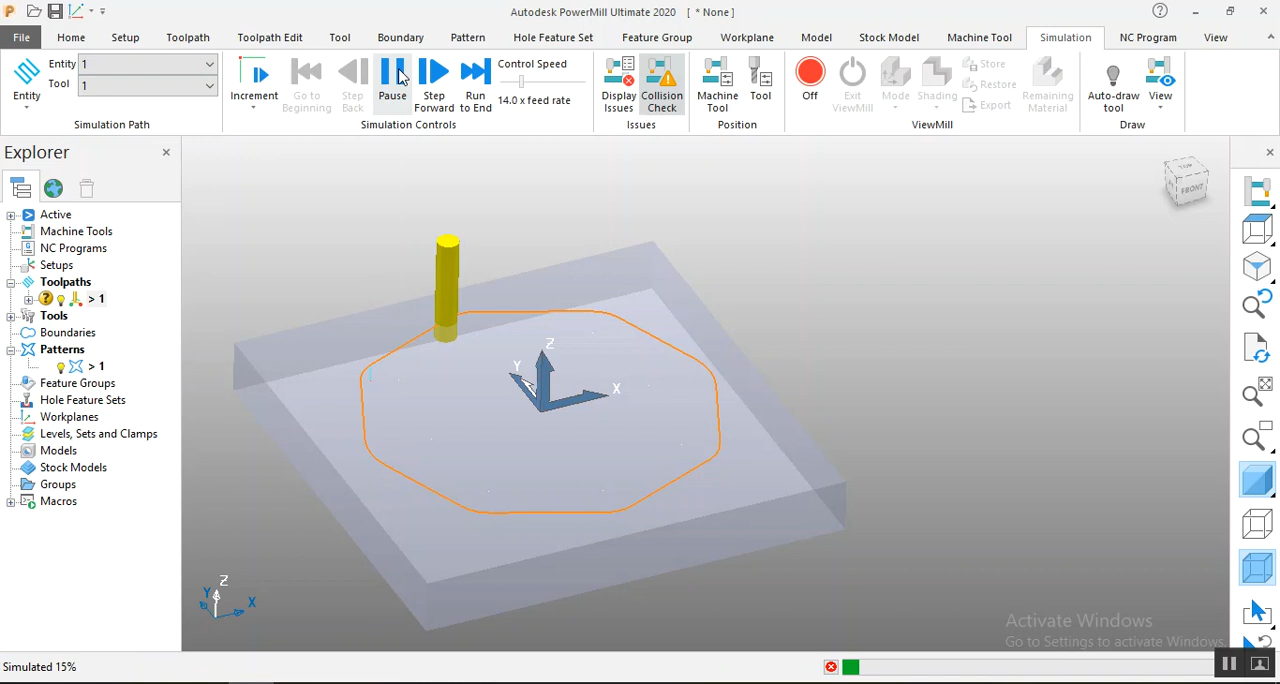 Autodesk PowerMill Ultimate 2020 [ * None ]
File Home Setup Toolpath Toolpath Edit Tool Boundary Pattern Hole Feature Set Feature Group Workplane Model Stock Model Machine Tool Simulation NC Program View
Entity 1
Tool 1
Entity
Simulation Path
Increment
Go to Beginning
Step Back
Pause
Step Forward
Run to End
Control Speed
14.0 x feed rate
Simulation Controls
Display Issues
Collision Check
Issues
Machine Tool
Tool
Position
Off
Exit ViewMill
Mode
Shading
Store
Restore
Export
Remaining Material
ViewMill
Auto-draw tool
View
Draw
Explorer
Active
Machine Tools
NC Programs
Setups
Toolpaths
> 1
Tools
Boundaries
Patterns
> 1
Feature Groups
Hole Feature Sets
Workplanes
Levels, Sets and Clamps
Models
Stock Models
Groups
Macros
TOP
FRONT
Z
Y
X
Z
Y
X
Activate Windows
Go to Settings to activate Windows.
Simulated 15%